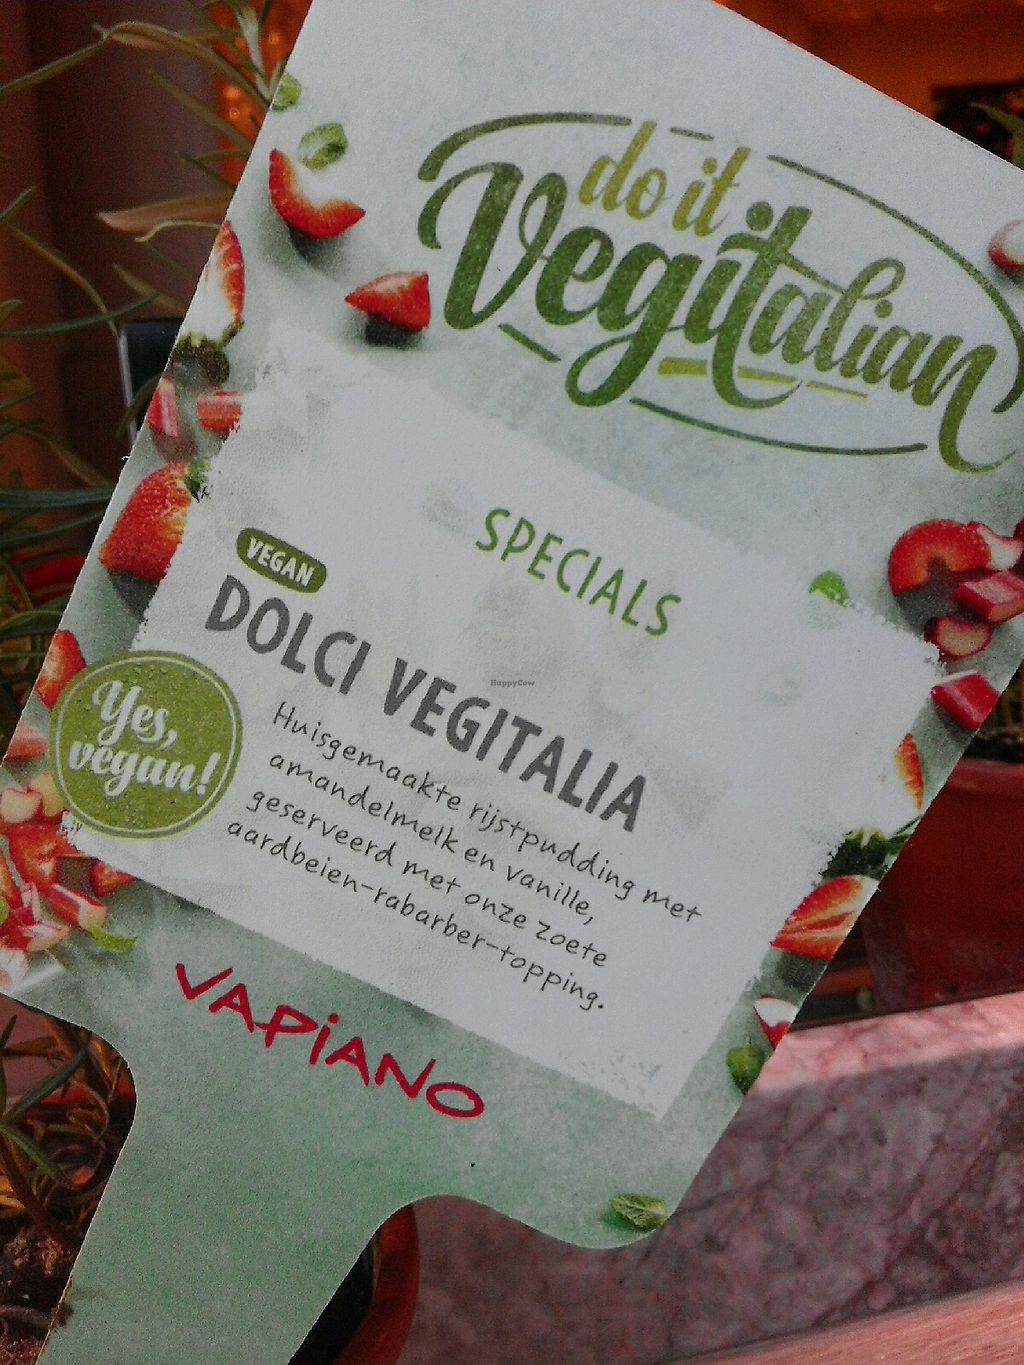 do it
Vegitalian
SPECIALS
VEGAN
DOLCI VEGITALIA
Yes,
vegan!
Huisgemaakte rijstpudding met
amandelmelk en vanille,
geserveerd met onze zoete
aardbeien-rabarber-topping.
VAPIANO
HappyCow